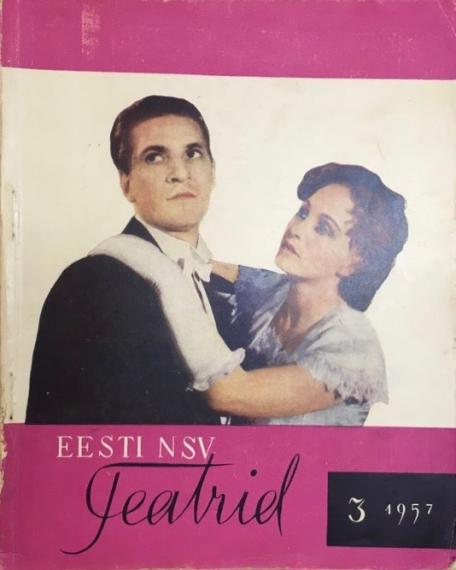 EESTI NSV
Teatrid
3 1957